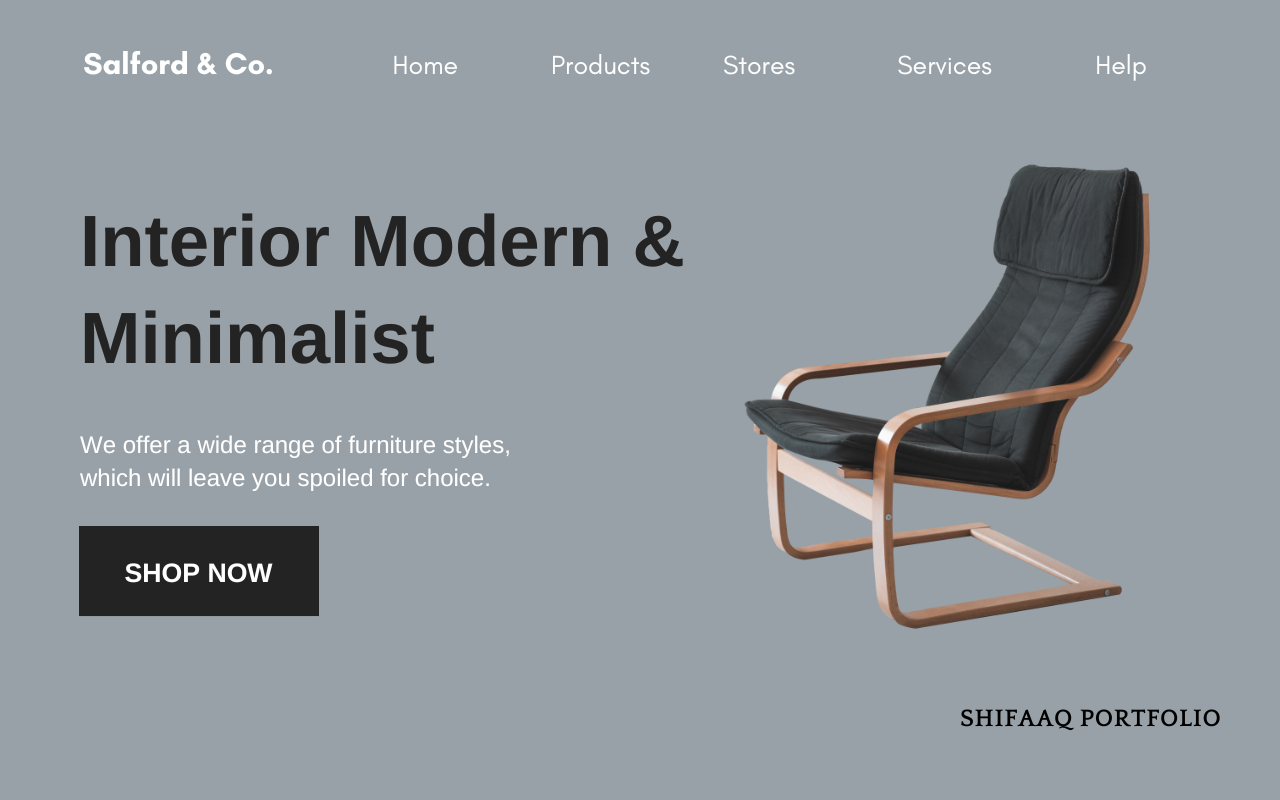 Salford & Co.
Home
Products
Stores
Services
Help
Interior Modern &
Minimalist
We offer a wide range of furniture styles,
which will leave you spoiled for choice.
SHOP NOW
SHIFAAQ PORTFOLIO